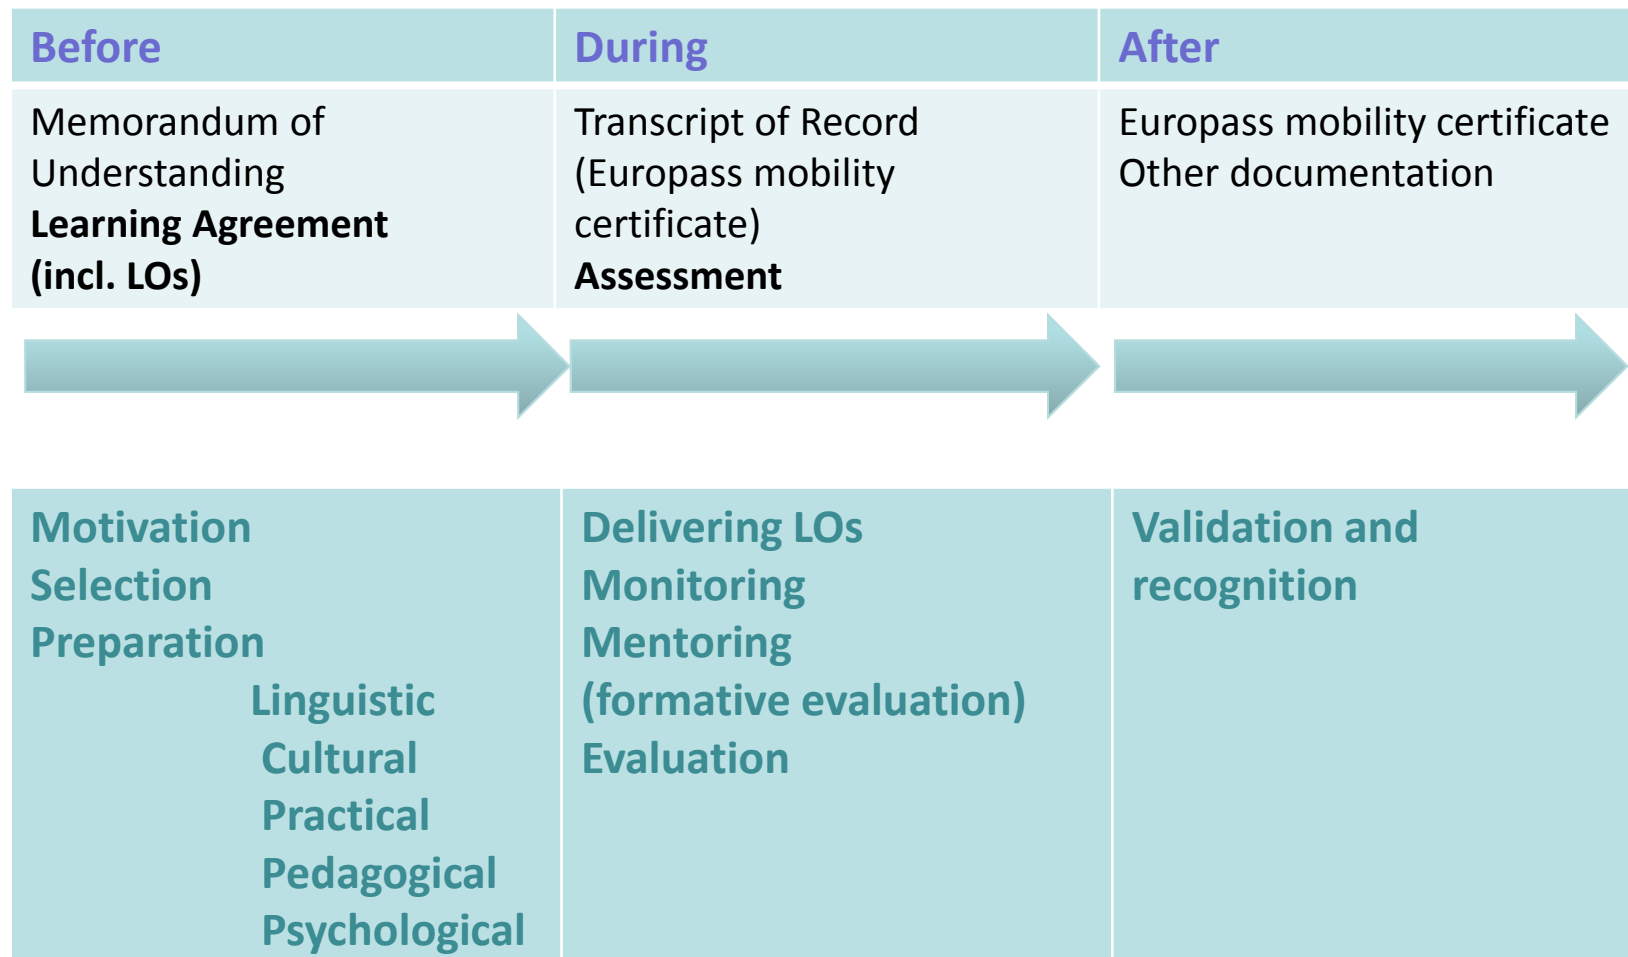 Before
During
After
Memorandum of
Understanding
Learning Agreement
(incl. LOs)
Transcript of Record
(Europass mobility
certificate)
Assessment
Europass mobility certificate
Other documentation
Motivation
Selection
Preparation
Linguistic
Cultural
Practical
Pedagogical
Psychological
Delivering LOs
Monitoring
Mentoring
(formative evaluation)
Evaluation
Validation and
recognition